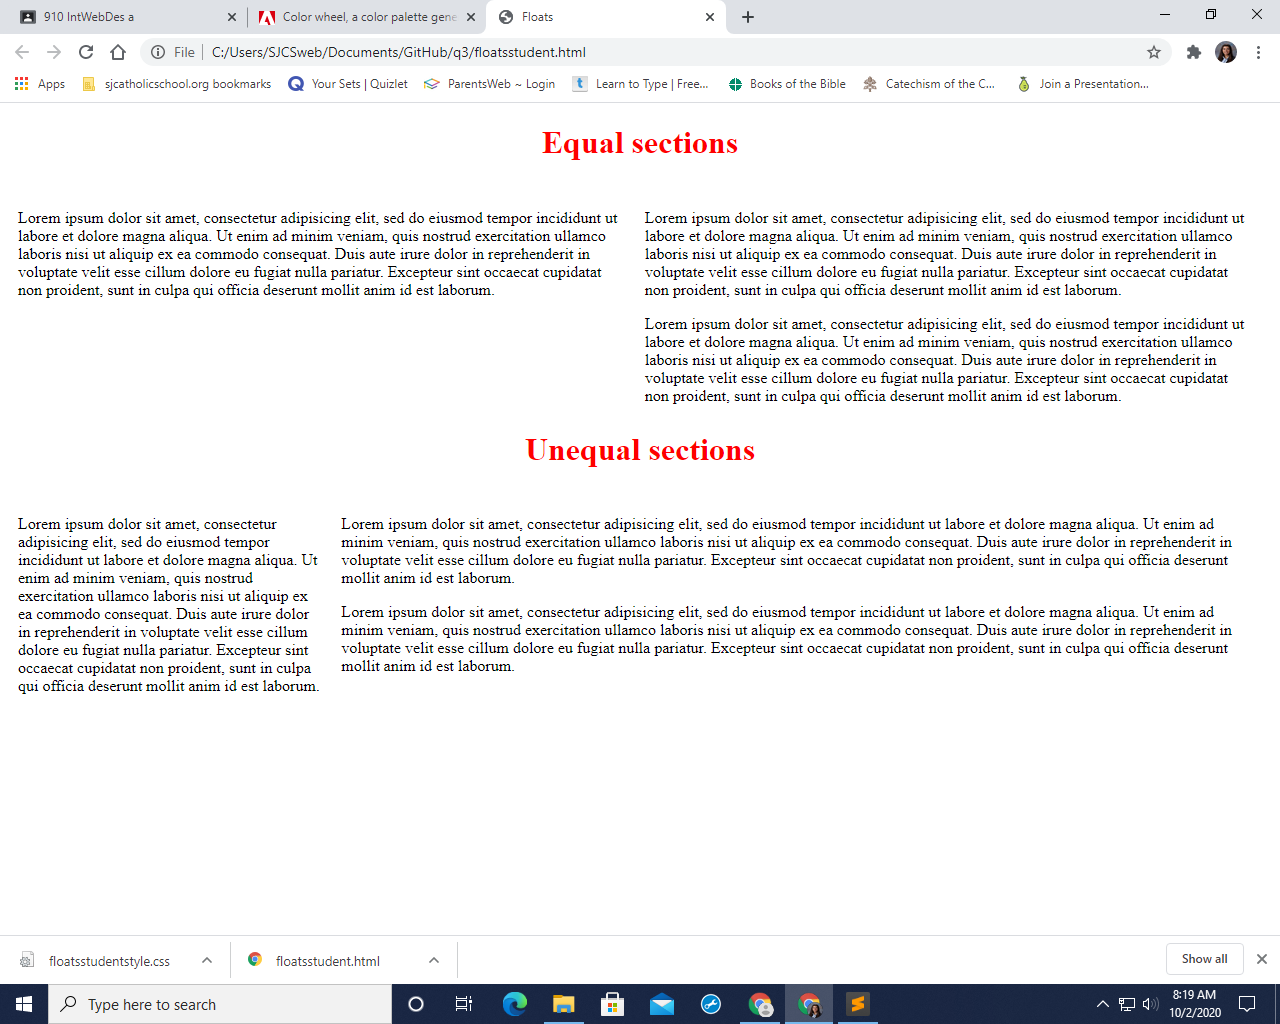 910 IntWebDes a
Color wheel, a color palette gene
Floats
File
C:/Users/SJCSweb/Documents/GitHub/q3/floatsstudent.html
Apps
sjcatholicschool.org bookmarks
Your Sets | Quizlet
ParentsWeb ~ Login
Learn to Type | Free...
Books of the Bible
Catechism of the C...
Join a Presentation...
Equal sections
Lorem ipsum dolor sit amet, consectetur adipisicing elit, sed do eiusmod tempor incididunt ut
labore et dolore magna aliqua. Ut enim ad minim veniam, quis nostrud exercitation ullamco
laboris nisi ut aliquip ex ea commodo consequat. Duis aute irure dolor in reprehenderit in
voluptate velit esse cillum dolore eu fugiat nulla pariatur. Excepteur sint occaecat cupidatat
non proident, sunt in culpa qui officia deserunt mollit anim id est laborum.
Lorem ipsum dolor sit amet, consectetur adipisicing elit, sed do eiusmod tempor incididunt ut
labore et dolore magna aliqua. Ut enim ad minim veniam, quis nostrud exercitation ullamco
laboris nisi ut aliquip ex ea commodo consequat. Duis aute irure dolor in reprehenderit in
voluptate velit esse cillum dolore eu fugiat nulla pariatur. Excepteur sint occaecat cupidatat
non proident, sunt in culpa qui officia deserunt mollit anim id est laborum.
Lorem ipsum dolor sit amet, consectetur adipisicing elit, sed do eiusmod tempor incididunt ut
labore et dolore magna aliqua. Ut enim ad minim veniam, quis nostrud exercitation ullamco
laboris nisi ut aliquip ex ea commodo consequat. Duis aute irure dolor in reprehenderit in
voluptate velit esse cillum dolore eu fugiat nulla pariatur. Excepteur sint occaecat cupidatat
non proident, sunt in culpa qui officia deserunt mollit anim id est laborum.
Unequal sections
Lorem ipsum dolor sit amet, consectetur
adipisicing elit, sed do eiusmod tempor
incididunt ut labore et dolore magna aliqua. Ut
enim ad minim veniam, quis nostrud
exercitation ullamco laboris nisi ut aliquip ex
ea commodo consequat. Duis aute irure dolor
in reprehenderit in voluptate velit esse cillum
dolore eu fugiat nulla pariatur. Excepteur sint
occaecat cupidatat non proident, sunt in culpa
qui officia deserunt mollit anim id est laborum.
Lorem ipsum dolor sit amet, consectetur adipisicing elit, sed do eiusmod tempor incididunt ut labore et dolore magna aliqua. Ut enim ad
minim veniam, quis nostrud exercitation ullamco laboris nisi ut aliquip ex ea commodo consequat. Duis aute irure dolor in reprehenderit in
voluptate velit esse cillum dolore eu fugiat nulla pariatur. Excepteur sint occaecat cupidatat non proident, sunt in culpa qui officia deserunt
mollit anim id est laborum.
Lorem ipsum dolor sit amet, consectetur adipisicing elit, sed do eiusmod tempor incididunt ut labore et dolore magna aliqua. Ut enim ad
minim veniam, quis nostrud exercitation ullamco laboris nisi ut aliquip ex ea commodo consequat. Duis aute irure dolor in reprehenderit in
voluptate velit esse cillum dolore eu fugiat nulla pariatur. Excepteur sint occaecat cupidatat non proident, sunt in culpa qui officia deserunt
mollit anim id est laborum.
floatsstudentstyle.css
floatsstudent.html
Show all
Type here to search
8:19 AM
10/2/2020